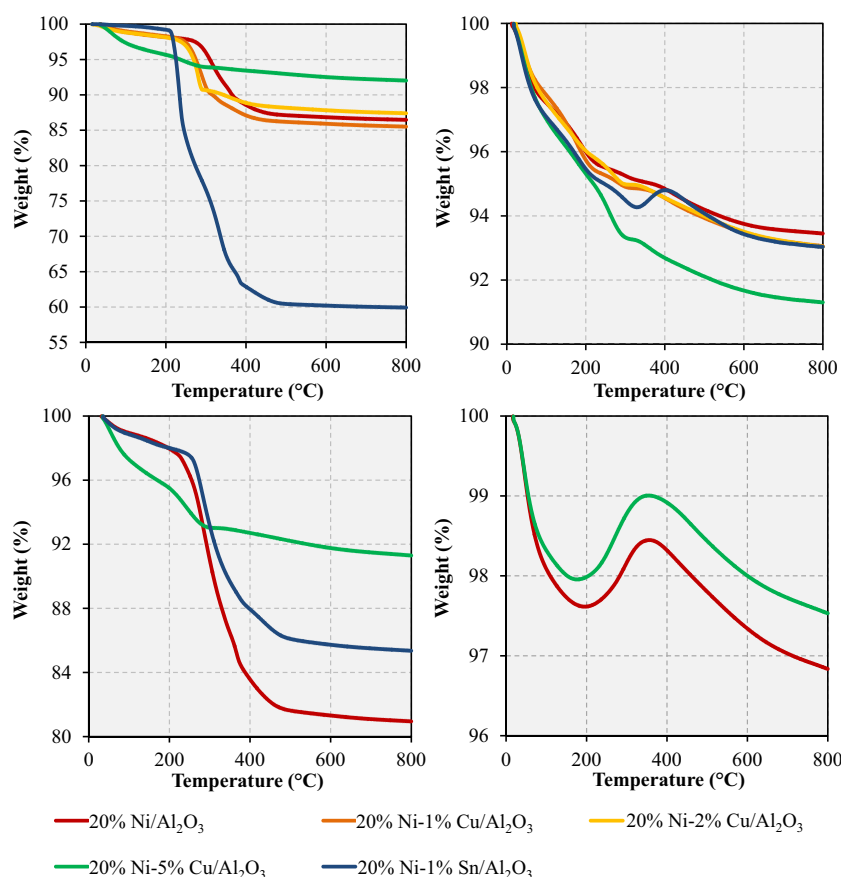 100
95
90
85
80
75
70
65
60
55
Weight (%)
0 200 400 600 800
Temperature (°C)
100
98
96
94
92
90
Weight (%)
0 200 400 600 800
Temperature (°C)
100
96
92
88
84
80
Weight (%)
0 200 400 600 800
Temperature (°C)
100
99
98
97
96
Weight (%)
0 200 400 600 800
Temperature (°C)
20% Ni/Al₂O₃ 20% Ni-1% Cu/Al₂O₃ 20% Ni-2% Cu/Al₂O₃
20% Ni-5% Cu/Al₂O₃ 20% Ni-1% Sn/Al₂O₃